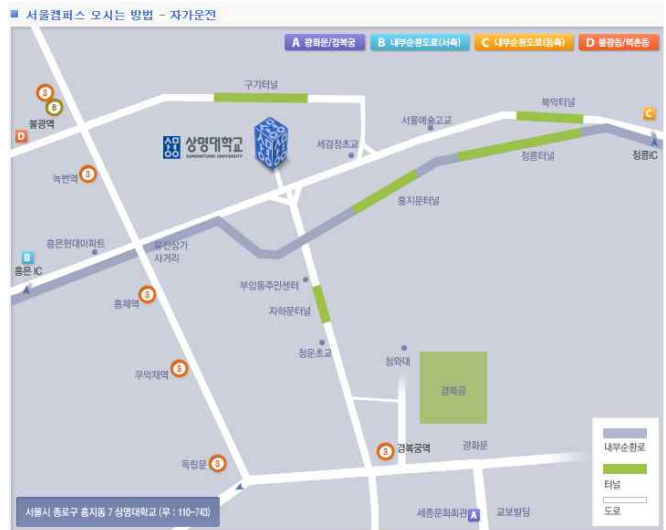 서울캠퍼스 오시는 방법 - 자가운전
A 광화문/경복궁
B 내부순환도로(서측)
C 내부순환도로(동측)
D 불광동/역촌동
구기터널
북악터널
3
6
불광역
D
서울예술고교
C
상명대학교
SANGMYUNG UNIVERSITY
세검정초교
정릉터널
정릉IC
녹번역
3
홍지문터널
홍은현대아파트
유진상가
사거리
B
홍은 IC
부암동주민센터
홍제역
3
자하문터널
청운초교
청와대
무악재역
3
경복궁
내부순환로
3
경복궁역
광화문
독립문
3
터널
도로
서울시 종로구 홍지동 7 상명대학교 (우 : 110-743)
세종문화회관
A
교보빌딩